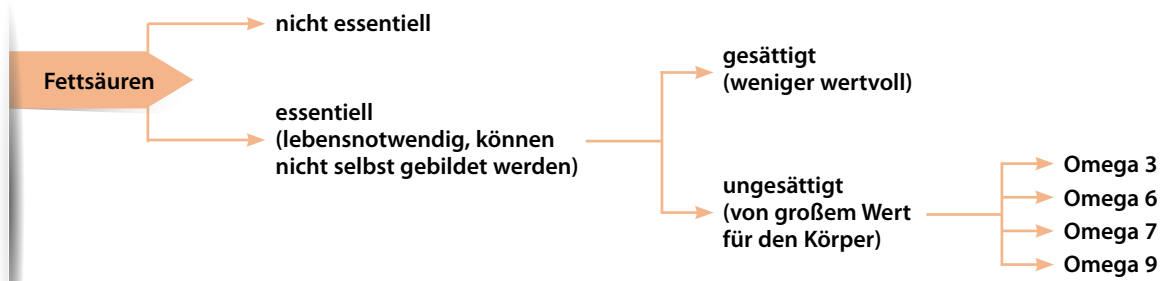 Fettsäuren
nicht essentiell
essentiell
(lebensnotwendig, können
nicht selbst gebildet werden)
gesättigt
(weniger wertvoll)
ungesättigt
(von großem Wert
für den Körper)
Omega 3
Omega 6
Omega 7
Omega 9